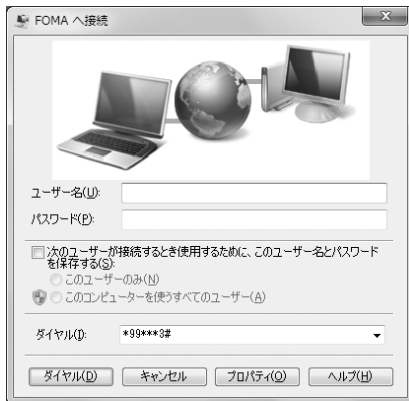 FOMA へ接続
ユーザー名(U):
パスワード(P):
次のユーザーが接続するとき使用するために、このユーザー名とパスワード
を保存する(S):
このユーザーのみ(N)
このコンピューターを使うすべてのユーザー(A)
ダイヤル(I): *99***3#
ダイヤル(D) キャンセル プロパティ(O) ヘルプ(H)